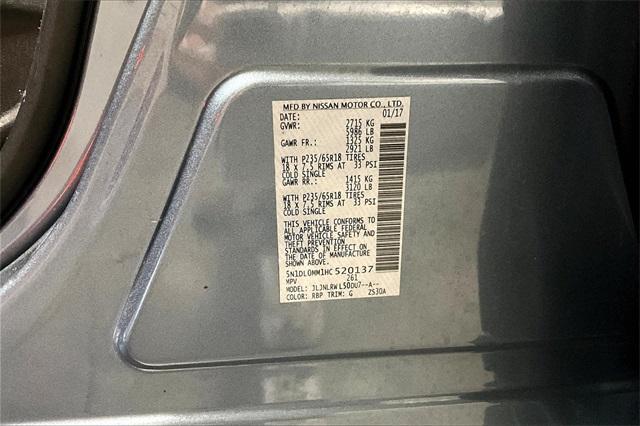 MFD BY NISSAN MOTOR CO., LTD.
DATE: 01/17
GVWR: 2715 KG
5986 LB
GAWR FR.: 1325 KG
2921 LB
WITH P235/65R18 TIRES
18 x 7.5 RIMS AT 33 PSI
COLD SINGLE
GAWR RR.: 1415 KG
3120 LB
WITH P235/65R18 TIRES
18 x 7.5 RIMS AT 33 PSI
COLD SINGLE
THIS VEHICLE CONFORMS TO
ALL APPLICABLE FEDERAL
MOTOR VEHICLE SAFETY AND
THEFT PREVENTION
STANDARDS IN EFFECT ON
THE DATE OF MANUFACTURE
SHOWN ABOVE.
5N1DL0MM1HC520137
MPV 261
MODEL: JLJNLRWL50DU7--A--
COLOR: RBP TRIM: G ZS30A